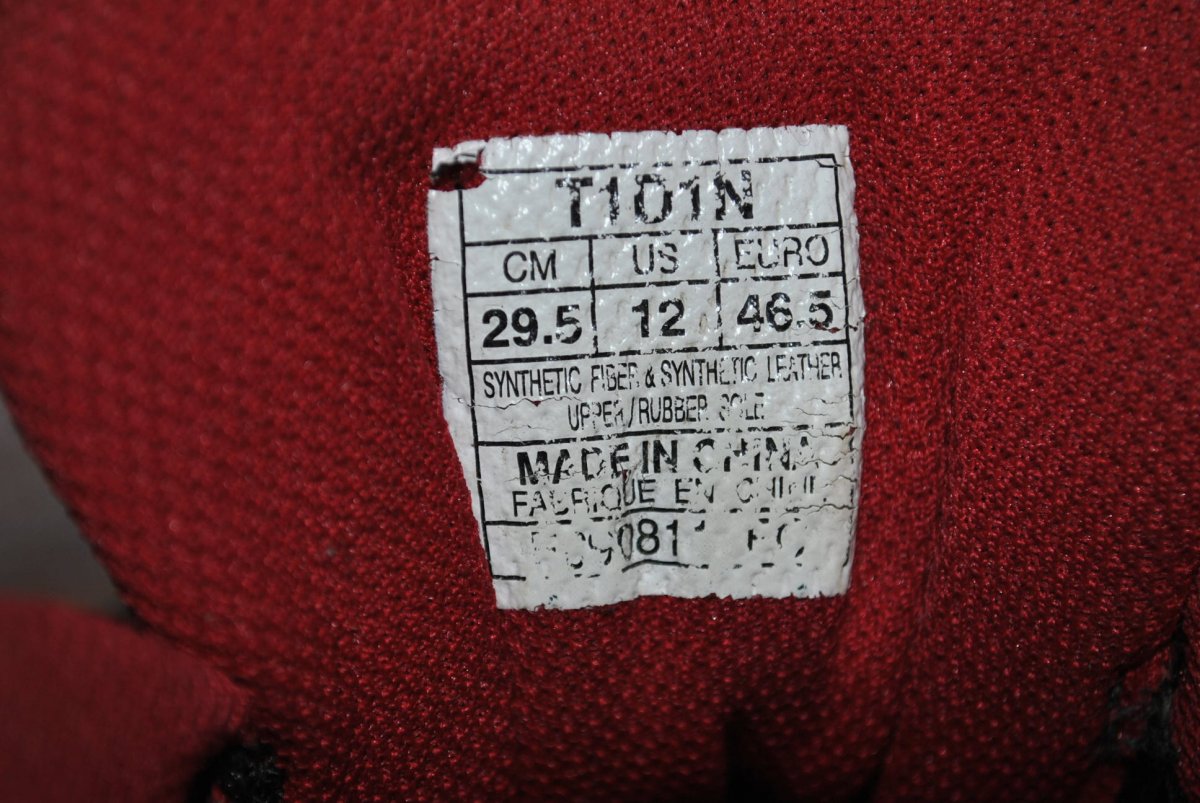 T1D1N
CM US EURO
29.5 12 46.5
SYNTHETIC FIBER & SYNTHETIC LEATHER
UPPER/RUBBER SOLE
MADE IN CHINA
FABRIQUE EN CHINE